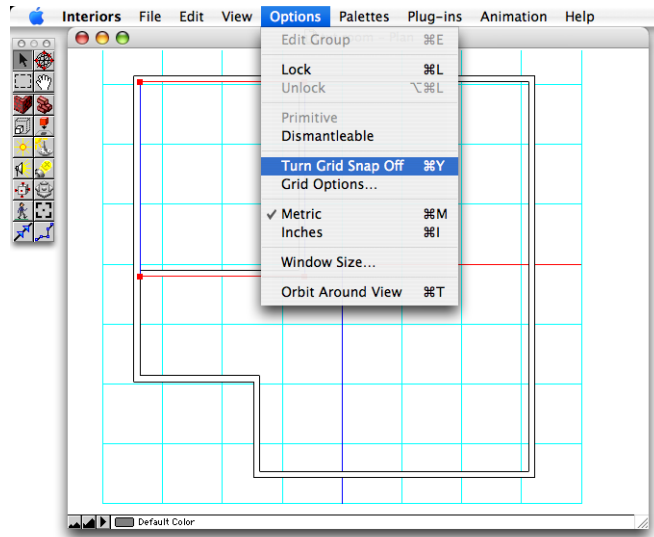 Interiors File Edit View Options Palettes Plug-ins Animation Help
Edit Group ⌘E
Plan
Lock ⌘L
Unlock ⌥⌘L
Primitive
Dismantleable
Turn Grid Snap Off ⌘Y
Grid Options...
✓ Metric ⌘M
Inches ⌘I
Window Size...
Orbit Around View ⌘T
Default Color